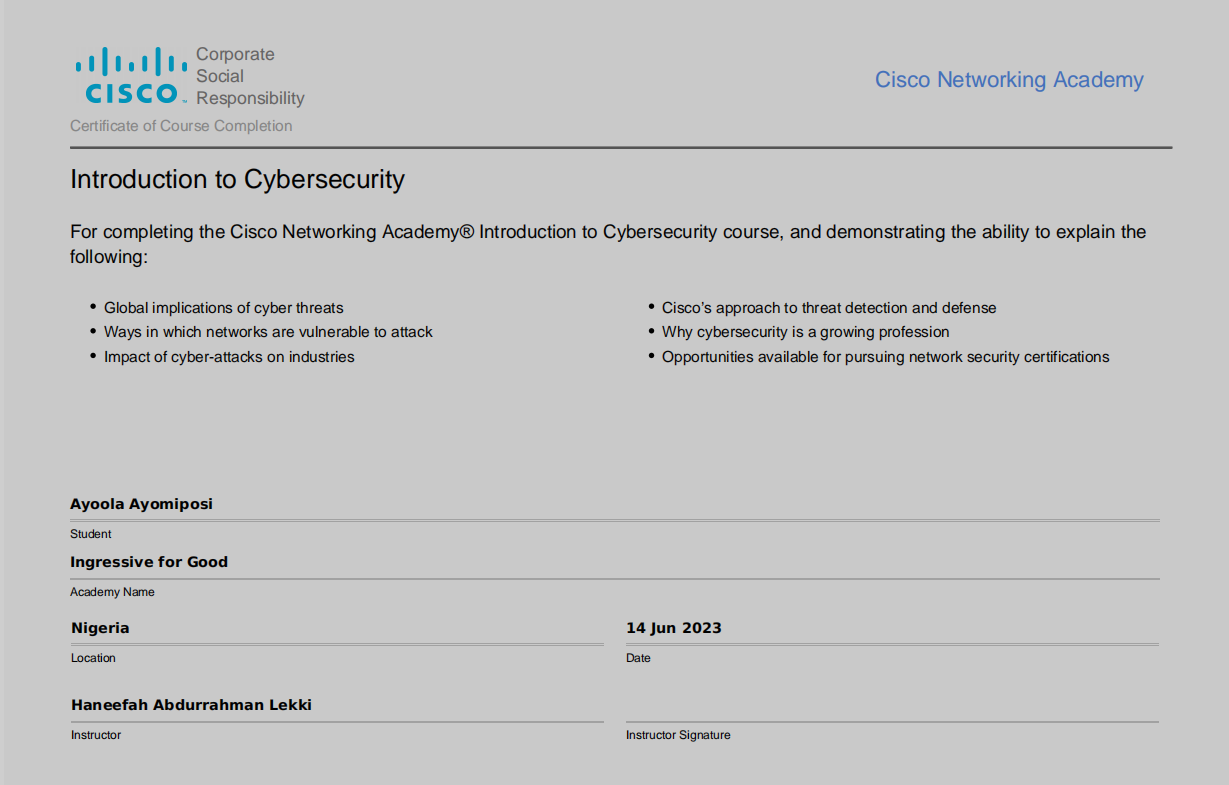 Corporate
Social
CISCO
Responsibility
Cisco Networking Academy
Certificate of Course Completion
Introduction to Cybersecurity
For completing the Cisco Networking Academy® Introduction to Cybersecurity course, and demonstrating the ability to explain the
following:
• Global implications of cyber threats
• Ways in which networks are vulnerable to attack
• Impact of cyber-attacks on industries
• Cisco’s approach to threat detection and defense
• Why cybersecurity is a growing profession
• Opportunities available for pursuing network security certifications
Ayoola Ayomiposi
Student
Ingressive for Good
Academy Name
Nigeria
Location
14 Jun 2023
Date
Haneefah Abdurrahman Lekki
Instructor
Instructor Signature